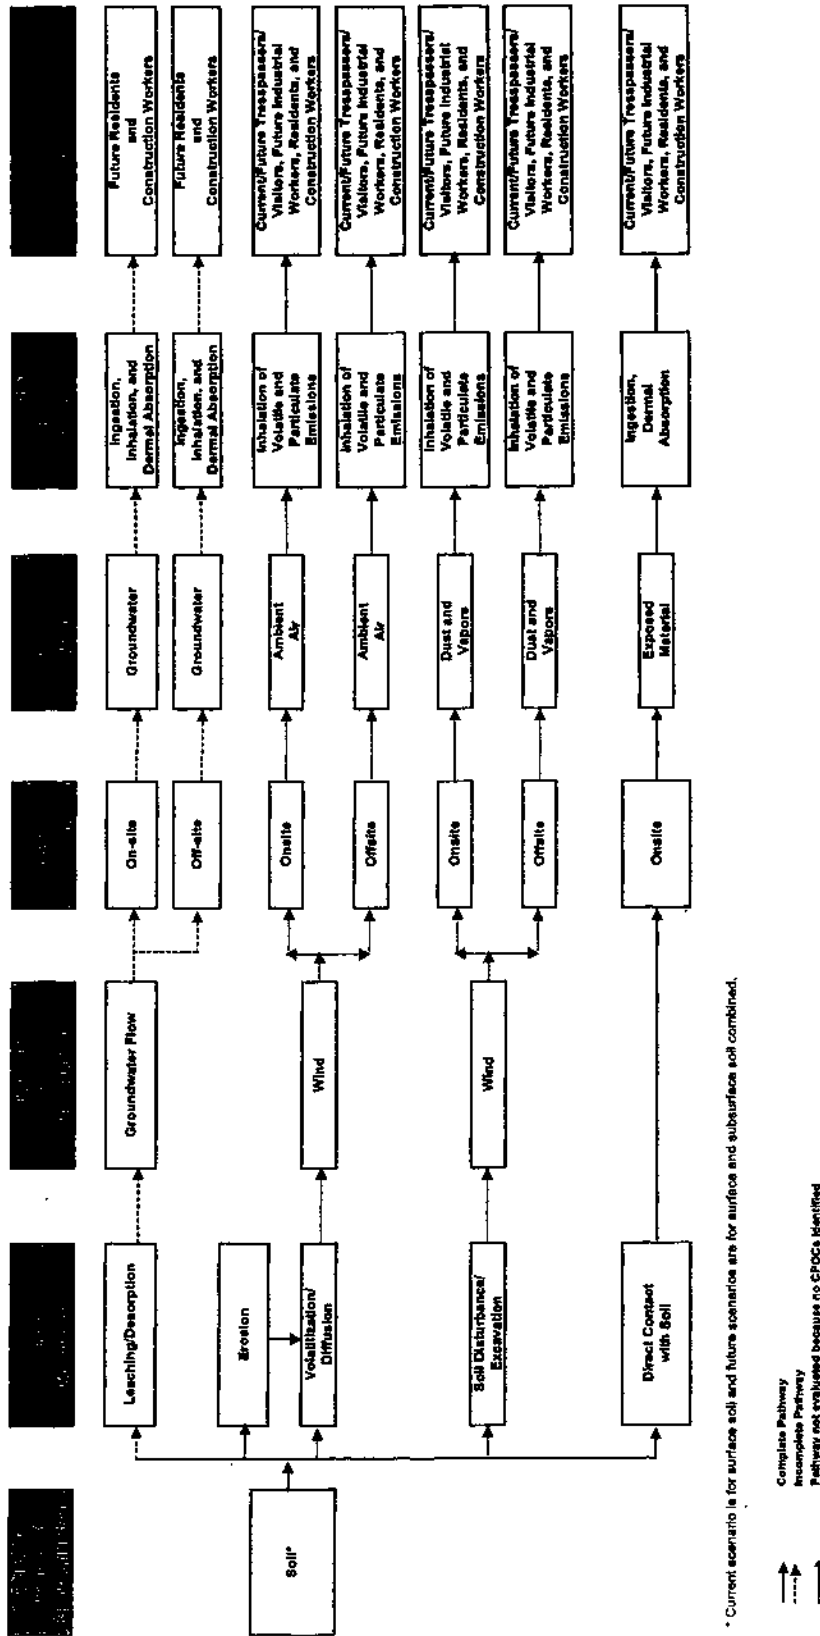 Soil*
Leaching/Desorption
Erosion
Volatilization/
Diffusion
Soil Disturbance/
Excavation
Direct Contact
with Soil
Groundwater Flow
Wind
Wind
On-site
Off-site
Onsite
Offsite
Onsite
Offsite
Onsite
Groundwater
Groundwater
Ambient
Air
Ambient
Air
Dust and
Vapors
Dust and
Vapors
Exposed
Material
Ingestion,
Inhalation, and
Dermal Absorption
Ingestion,
Inhalation, and
Dermal Absorption
Inhalation of
Volatile and
Particulate
Emissions
Inhalation of
Volatile and
Particulate
Emissions
Inhalation of
Volatile and
Particulate
Emissions
Inhalation of
Volatile and
Particulate
Emissions
Ingestion,
Dermal
Absorption
Future Residents
and
Construction Workers
Future Residents
and
Construction Workers
Current/Future Trespassers/
Visitors, Future Industrial
Workers, Residents, and
Construction Workers
Current/Future Trespassers/
Visitors, Future Industrial
Workers, Residents, and
Construction Workers
Current/Future Trespassers/
Visitors, Future Industrial
Workers, Residents, and
Construction Workers
Current/Future Trespassers/
Visitors, Future Industrial
Workers, Residents, and
Construction Workers
Current/Future Trespassers/
Visitors, Future Industrial
Workers, Residents, and
Construction Workers
* Current scenario is for surface soil and future scenarios are for surface and subsurface soil combined.
Complete Pathway
Incomplete Pathway
Pathway not evaluated because no CPOCs identified